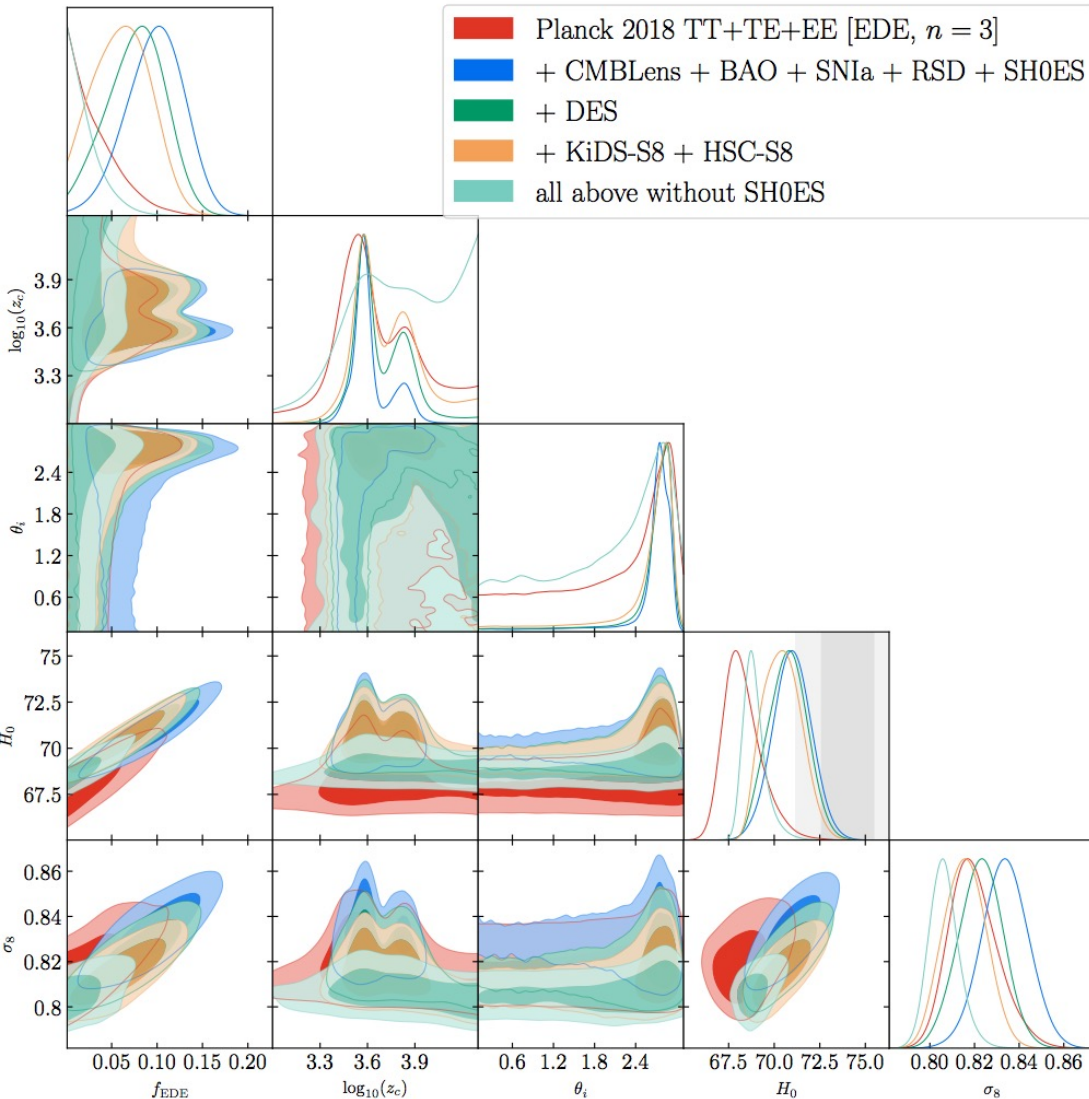 Planck 2018 TT+TE+EE [EDE, n = 3]
+ CMBLens + BAO + SNIa + RSD + SH0ES
+ DES
+ KiDS-S8 + HSC-S8
all above without SH0ES
log₁₀(z_c)
3.9
3.6
3.3
θᵢ
2.4
1.8
1.2
0.6
H₀
75
72.5
70
67.5
σ₈
0.86
0.84
0.82
0.8
0.05 0.10 0.15 0.20
3.3 3.6 3.9
0.6 1.2 1.8 2.4
67.5 70.0 72.5 75.0
0.80 0.82 0.84 0.86
f_EDE
log₁₀(z_c)
θᵢ
H₀
σ₈